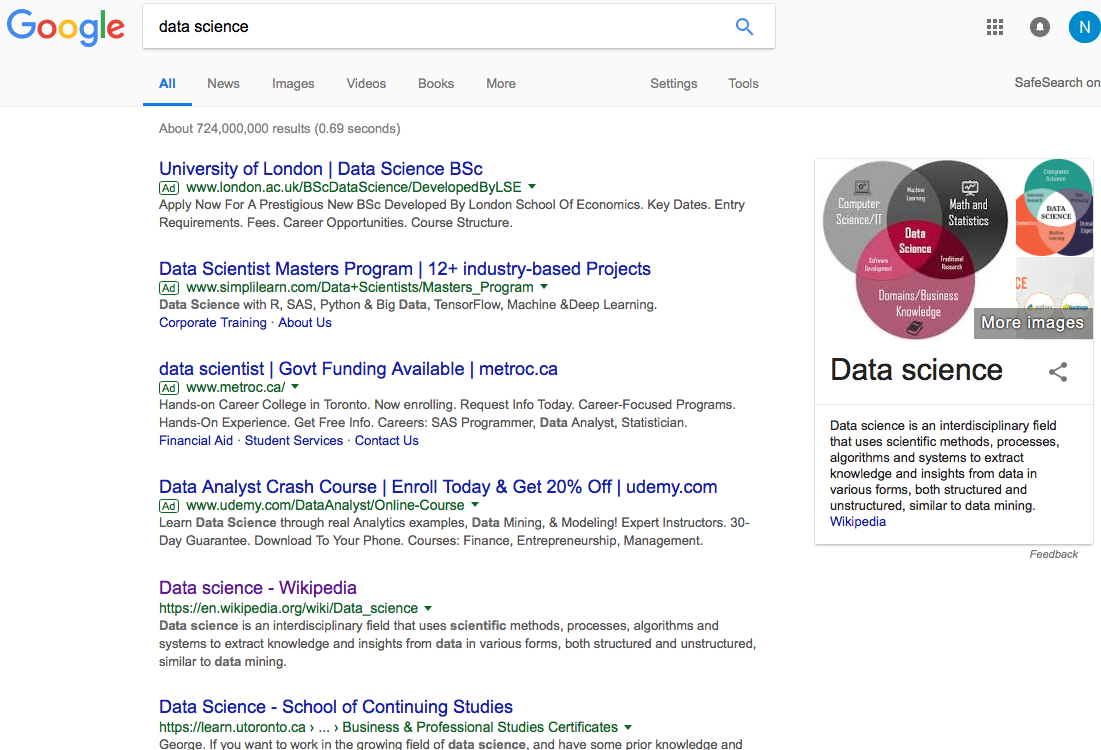 Google
data science
N
All News Images Videos Books More Settings Tools
SafeSearch on
About 724,000,000 results (0.69 seconds)
University of London | Data Science BSc
Ad www.london.ac.uk/BScDataScience/DevelopedByLSE
Apply Now For A Prestigious New BSc Developed By London School Of Economics. Key Dates. Entry
Requirements. Fees. Career Opportunities. Course Structure.
Data Scientist Masters Program | 12+ industry-based Projects
Ad www.simplilearn.com/Data+Scientists/Masters_Program
Data Science with R, SAS, Python & Big Data, TensorFlow, Machine &Deep Learning.
Corporate Training · About Us
data scientist | Govt Funding Available | metroc.ca
Ad www.metroc.ca/
Hands-on Career College in Toronto. Now enrolling. Request Info Today. Career-Focused Programs.
Hands-On Experience. Get Free Info. Careers: SAS Programmer, Data Analyst, Statistician.
Financial Aid · Student Services · Contact Us
Data Analyst Crash Course | Enroll Today & Get 20% Off | udemy.com
Ad www.udemy.com/DataAnalyst/Online-Course
Learn Data Science through real Analytics examples, Data Mining, & Modeling! Expert Instructors. 30-
Day Guarantee. Download To Your Phone. Courses: Finance, Entrepreneurship, Management.
Data science - Wikipedia
https://en.wikipedia.org/wiki/Data_science
Data science is an interdisciplinary field that uses scientific methods, processes, algorithms and
systems to extract knowledge and insights from data in various forms, both structured and unstructured,
similar to data mining.
Data Science - School of Continuing Studies
https://learn.utoronto.ca › ... › Business & Professional Studies Certificates
George. If you want to work in the growing field of data science, and have some prior knowledge and
Computer
Science/IT
Machine
Learning
Math and
Statistics
Data
Science
Software
Development
Traditional
Research
Domains/Business
Knowledge
Computer
Science
DATA
SCIENCE
Machine
Learning
CE
More images
Data science
Data science is an interdisciplinary field
that uses scientific methods, processes,
algorithms and systems to extract
knowledge and insights from data in
various forms, both structured and
unstructured, similar to data mining.
Wikipedia
Feedback